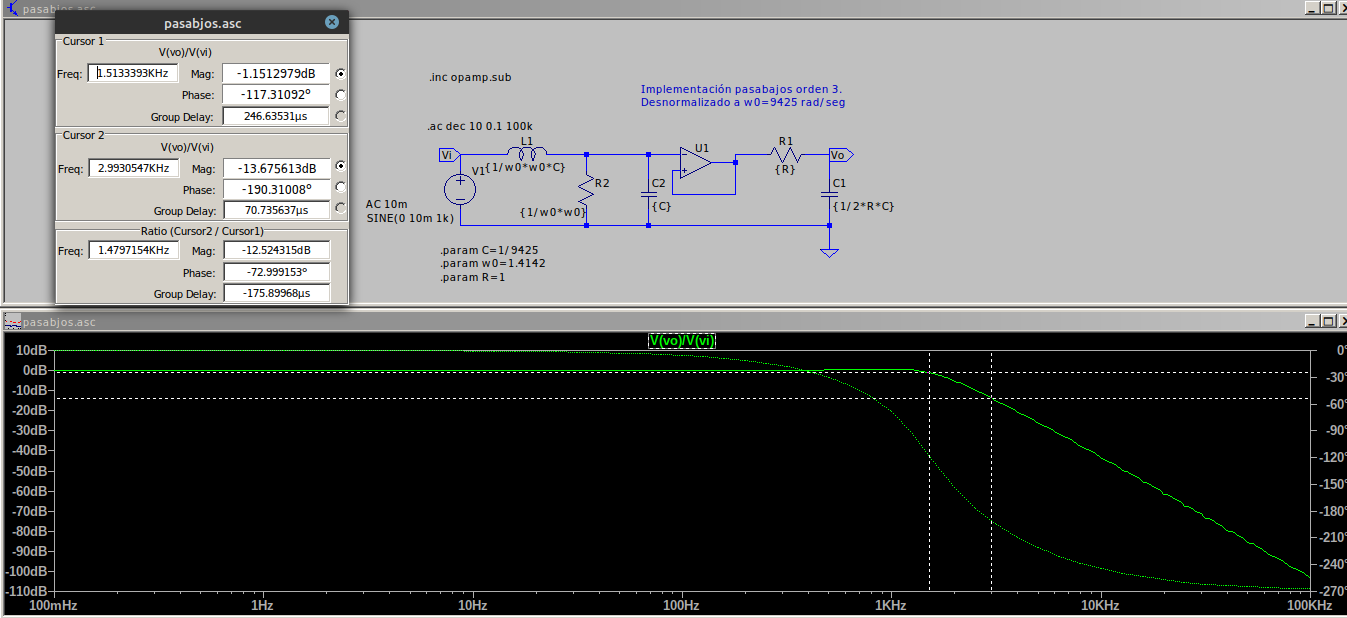 pasabjos.asc
pasabjos.asc
Cursor 1
V(vo)/V(vi)
Freq: 1.5133393KHz Mag: -1.1512979dB
Phase: -117.31092º
Group Delay: 246.63531µs
Cursor 2
V(vo)/V(vi)
Freq: 2.9930547KHz Mag: -13.675613dB
Phase: -190.31008º
Group Delay: 70.735637µs
Ratio (Cursor2 / Cursor1)
Freq: 1.4797154KHz Mag: -12.524315dB
Phase: -72.999153º
Group Delay: -175.89968µs
.inc opamp.sub
Implementación pasabajos orden 3.
Desnormalizado a w0=9425 rad/seg
.ac dec 10 0.1 100k
L1
{1/w0*w0*C}
Vi
V1
AC 10m
SINE(0 10m 1k)
R2
{1/w0*w0}
C2
{C}
U1
R1
{R}
Vo
C1
{1/2*R*C}
.param C=1/9425
.param w0=1.4142
.param R=1
pasabjos.asc
V(vo)/V(vi)
10dB
0dB
-10dB
-20dB
-30dB
-40dB
-50dB
-60dB
-70dB
-80dB
-90dB
-100dB
-110dB
0°
-30°
-60°
-90°
-120°
-150°
-180°
-210°
-240°
-270°
100mHz 1Hz 10Hz 100Hz 1KHz 10KHz 100KHz